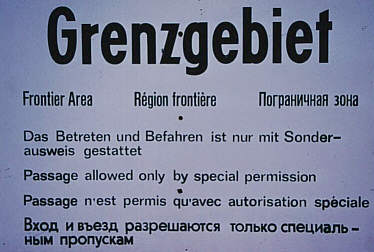 Grenzgebiet
Frontier Area Région frontière Пограничная зона
Das Betreten und Befahren ist nur mit Sonder-
ausweis gestattet
Passage allowed only by special permission
Passage n'est permis qu'avec autorisation spéciale
Вход и въезд разрешаются только специаль-
ным пропускам